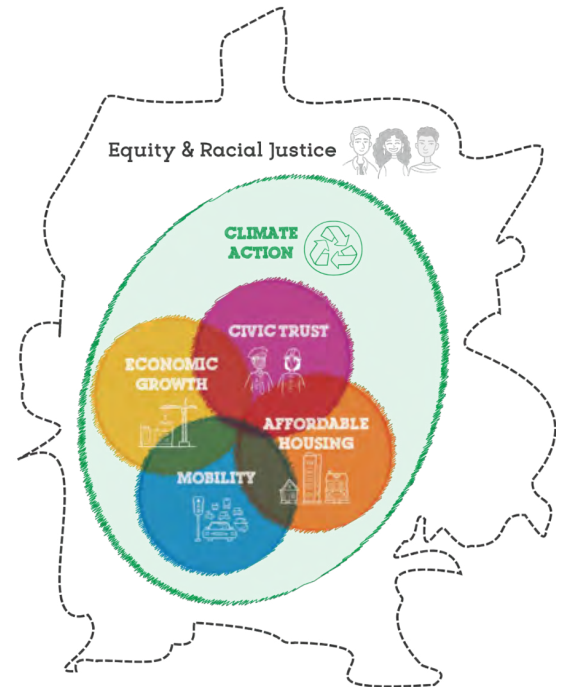 Equity & Racial Justice
CLIMATE
ACTION
CIVIC TRUST
ECONOMIC
GROWTH
AFFORDABLE
HOUSING
MOBILITY